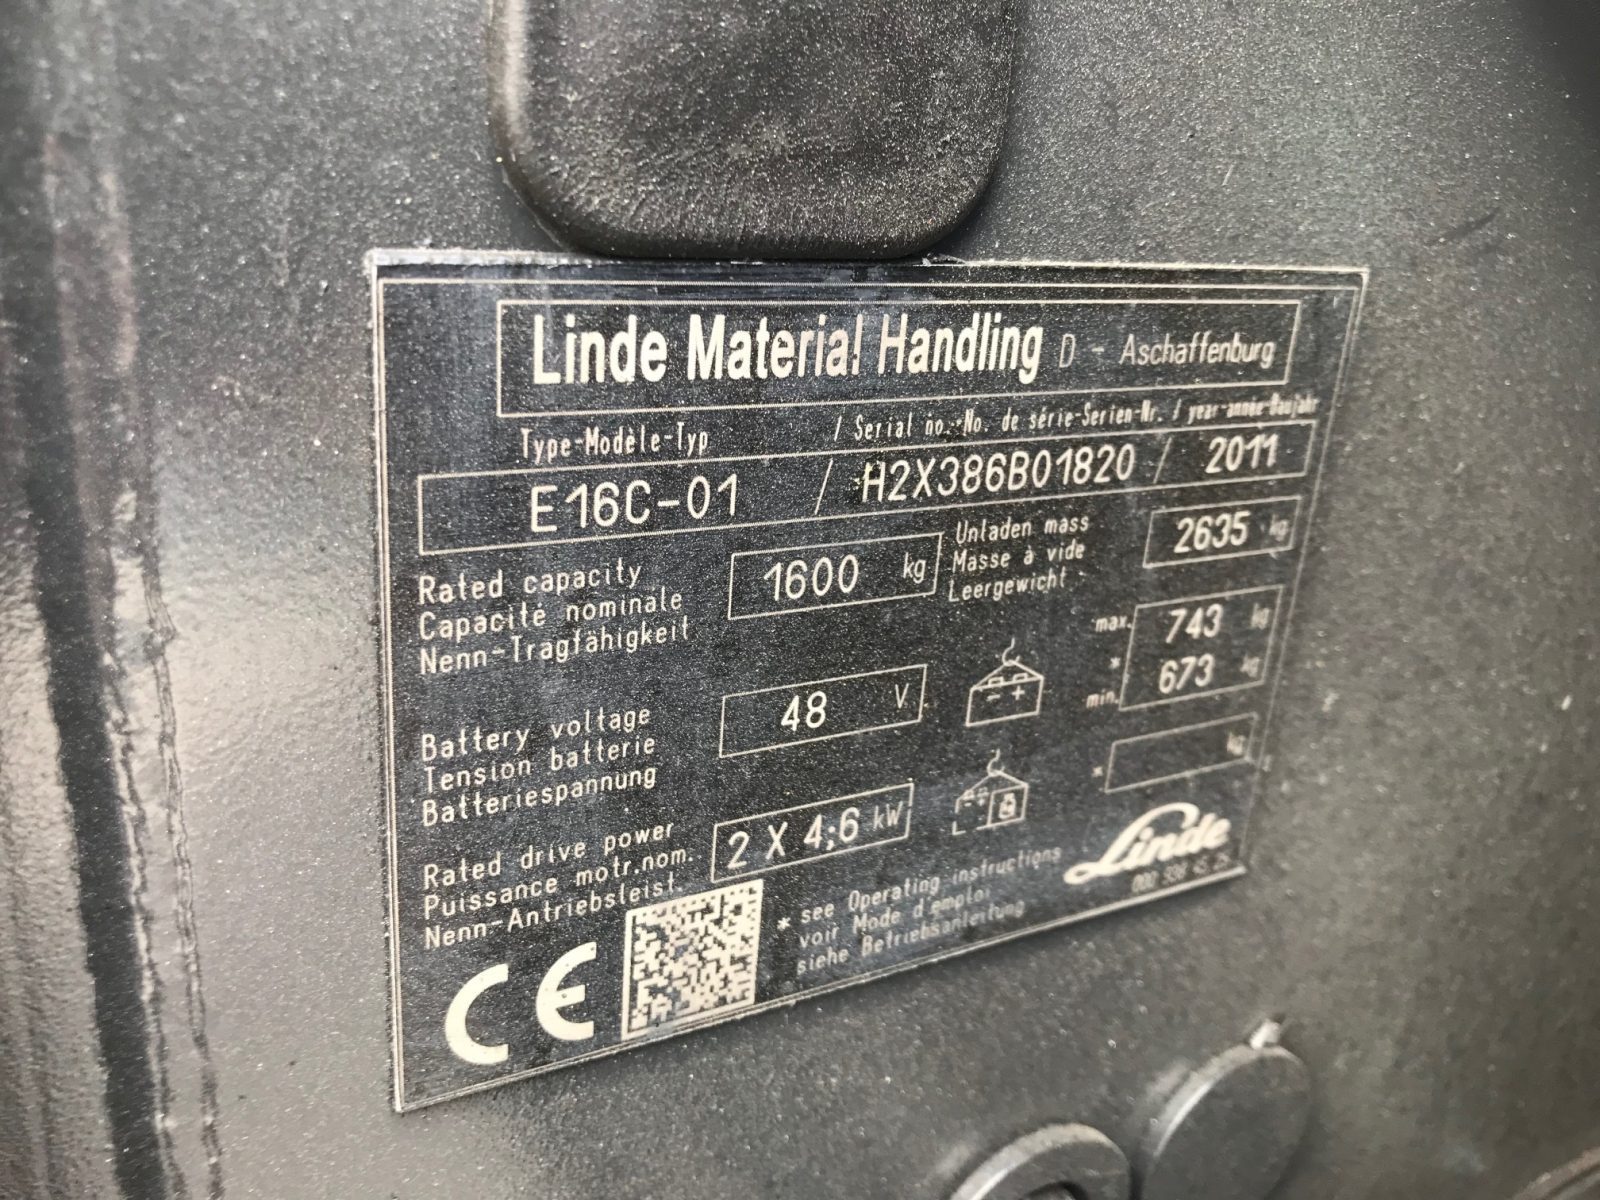 Linde Material Handling D - Aschaffenburg
Type-Modèle-Typ / Serial no.-No. de série-Serien-Nr. / year-année-Baujahr
E16C-01 / H2X386B01820 / 2011
Rated capacity
Capacité nominale
Nenn-Tragfähigkeit
1600 kg
Unladen mass
Masse à vide
Leergewicht
2635 kg
Battery voltage
Tension batterie
Batteriespannung
48 V
- +
max. 743 kg
*
min. 673 kg
Rated drive power
Puissance motr.nom.
Nenn-Antriebsleist.
2 X 4;6 kW
* kg
CE
* see Operating instructions
voir Mode d'emploi
siehe Betriebsanleitung
Linde